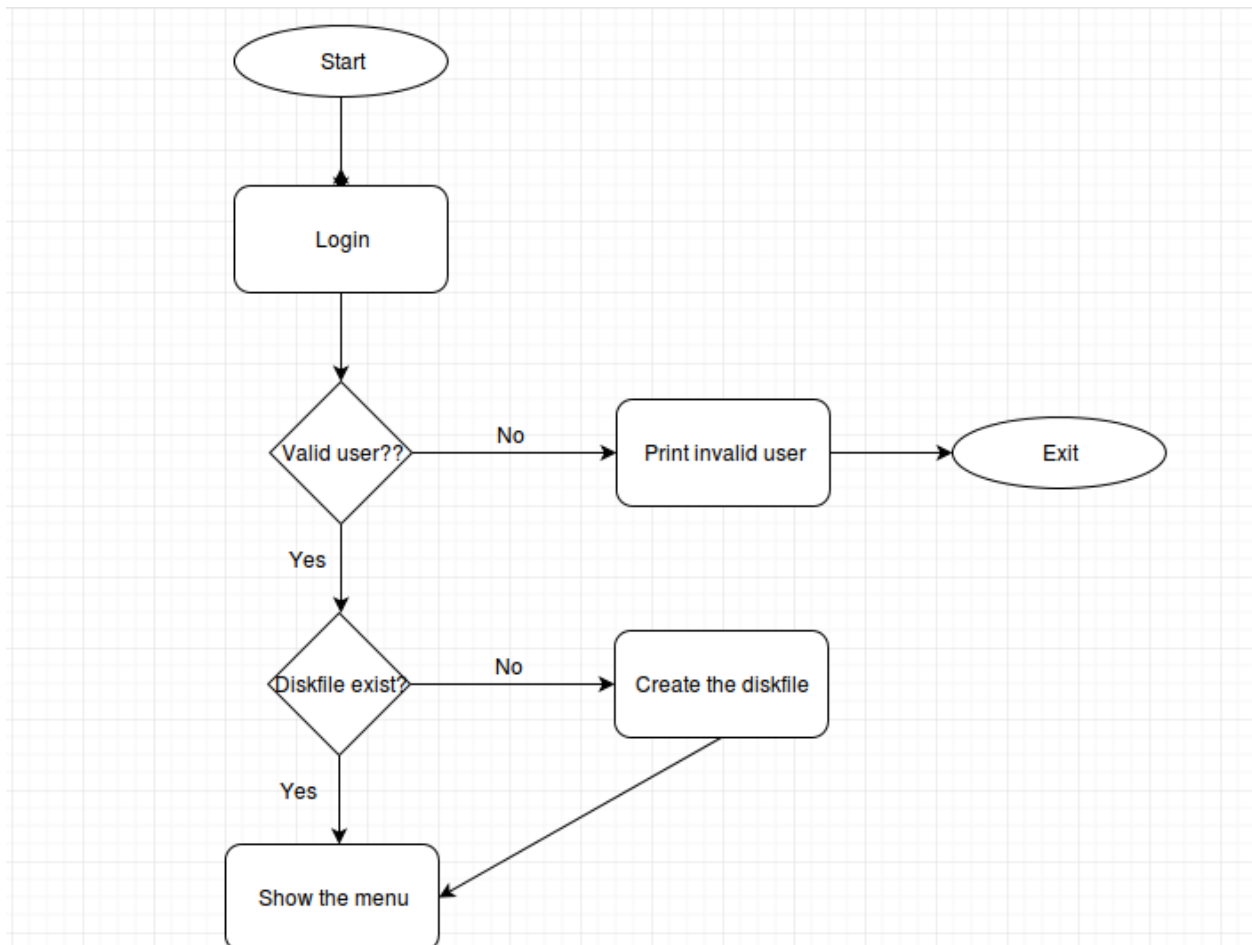 Start
Login
Valid user??
No
Print invalid user
Exit
Yes
Diskfile exist?
No
Create the diskfile
Yes
Show the menu